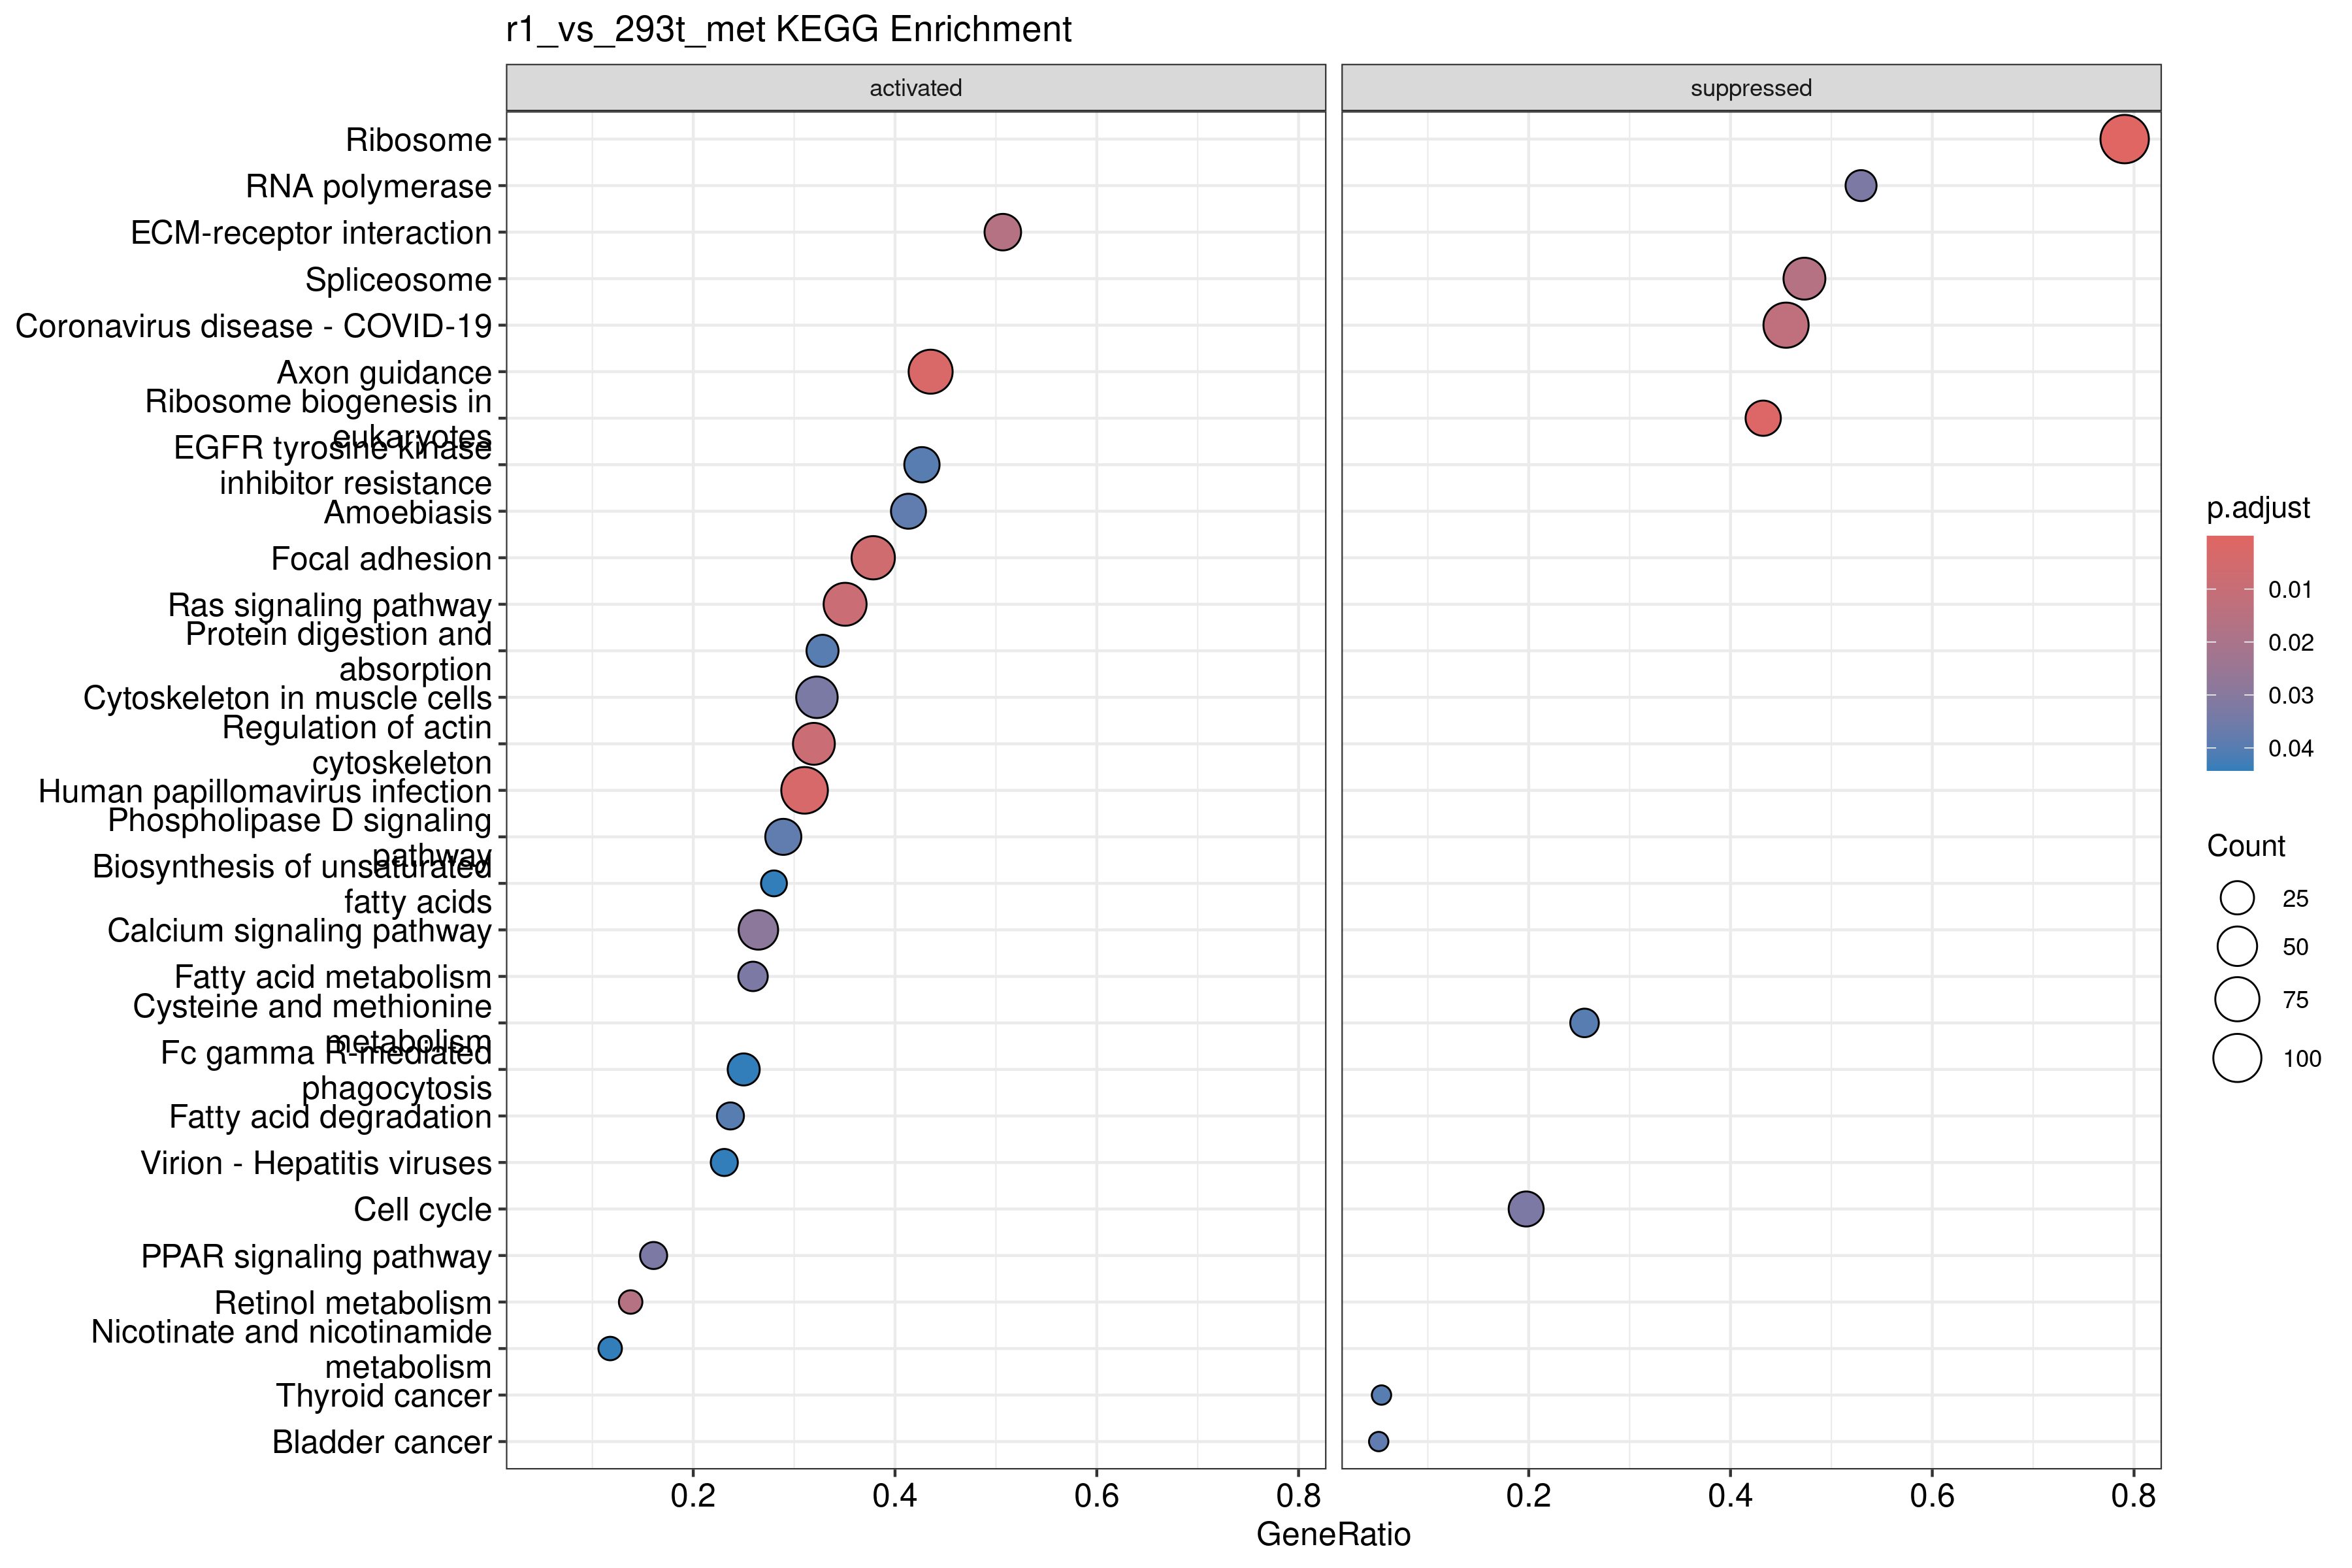 r1_vs_293t_met KEGG Enrichment
activated
suppressed
Ribosome
RNA polymerase
ECM-receptor interaction
Spliceosome
Coronavirus disease - COVID-19
Axon guidance
Ribosome biogenesis in
eukaryotes
EGFR tyrosine kinase
inhibitor resistance
Amoebiasis
Focal adhesion
Ras signaling pathway
Protein digestion and
absorption
Cytoskeleton in muscle cells
Regulation of actin
cytoskeleton
Human papillomavirus infection
Phospholipase D signaling
pathway
Biosynthesis of unsaturated
fatty acids
Calcium signaling pathway
Fatty acid metabolism
Cysteine and methionine
metabolism
Fc gamma R-mediated
phagocytosis
Fatty acid degradation
Virion - Hepatitis viruses
Cell cycle
PPAR signaling pathway
Retinol metabolism
Nicotinate and nicotinamide
metabolism
Thyroid cancer
Bladder cancer
0.2 0.4 0.6 0.8
0.2 0.4 0.6 0.8
GeneRatio
p.adjust
0.01
0.02
0.03
0.04
Count
25
50
75
100